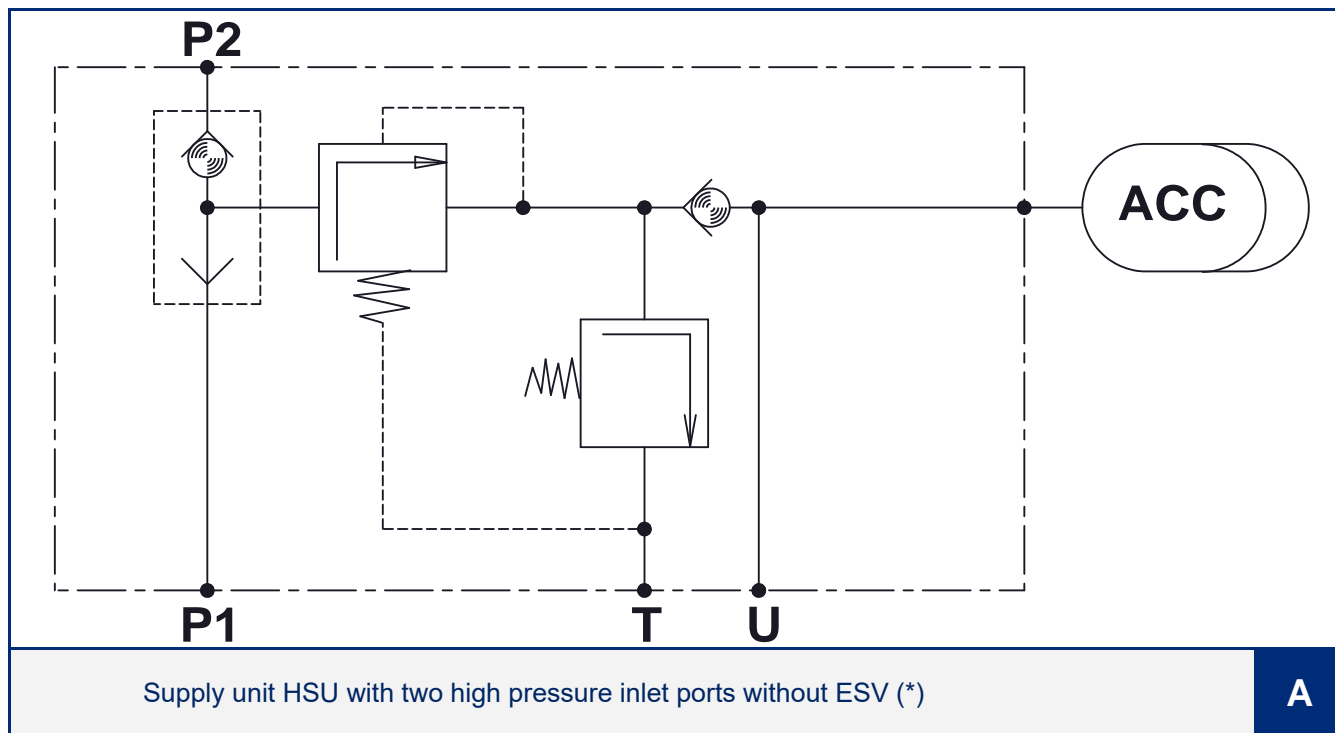 P2
ACC
P1
T
U
Supply unit HSU with two high pressure inlet ports without ESV (*)
A